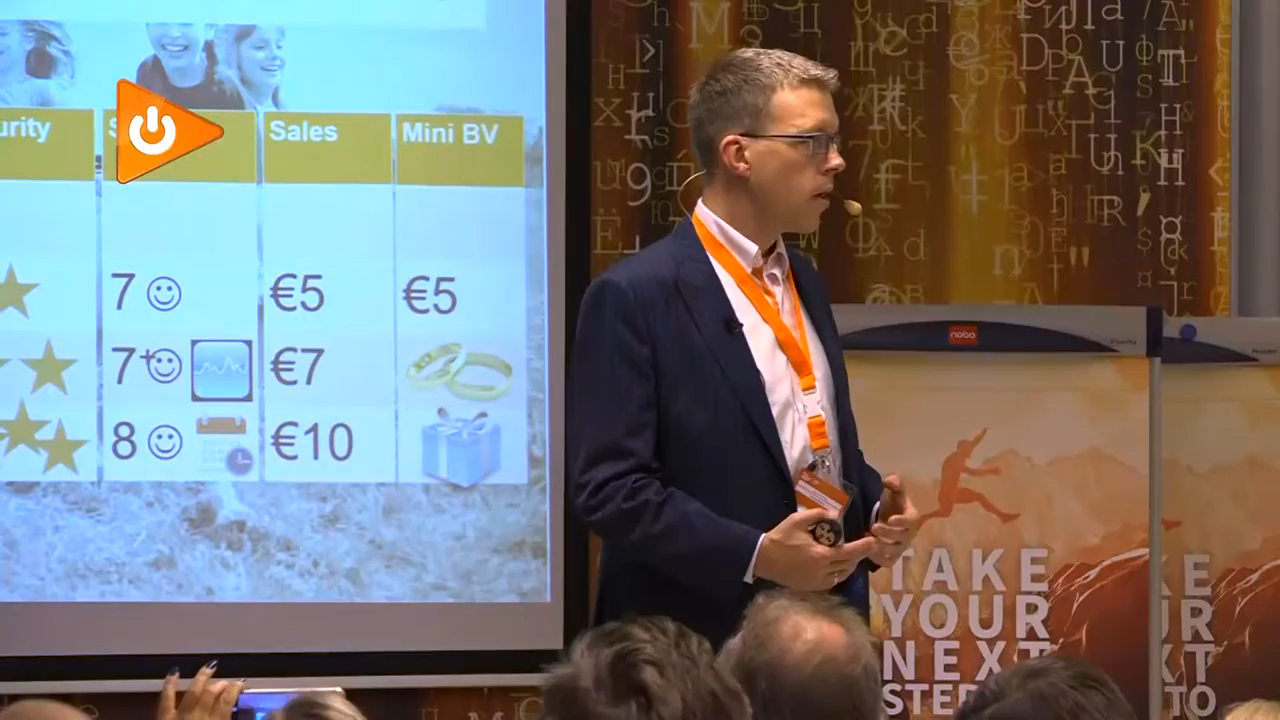 urity
Sales
Mini BV
7
€5
€5
7+
€7
8
€10
nobo
TAKE
YOUR
NEXT
STEP
KE
UR
XT
TO